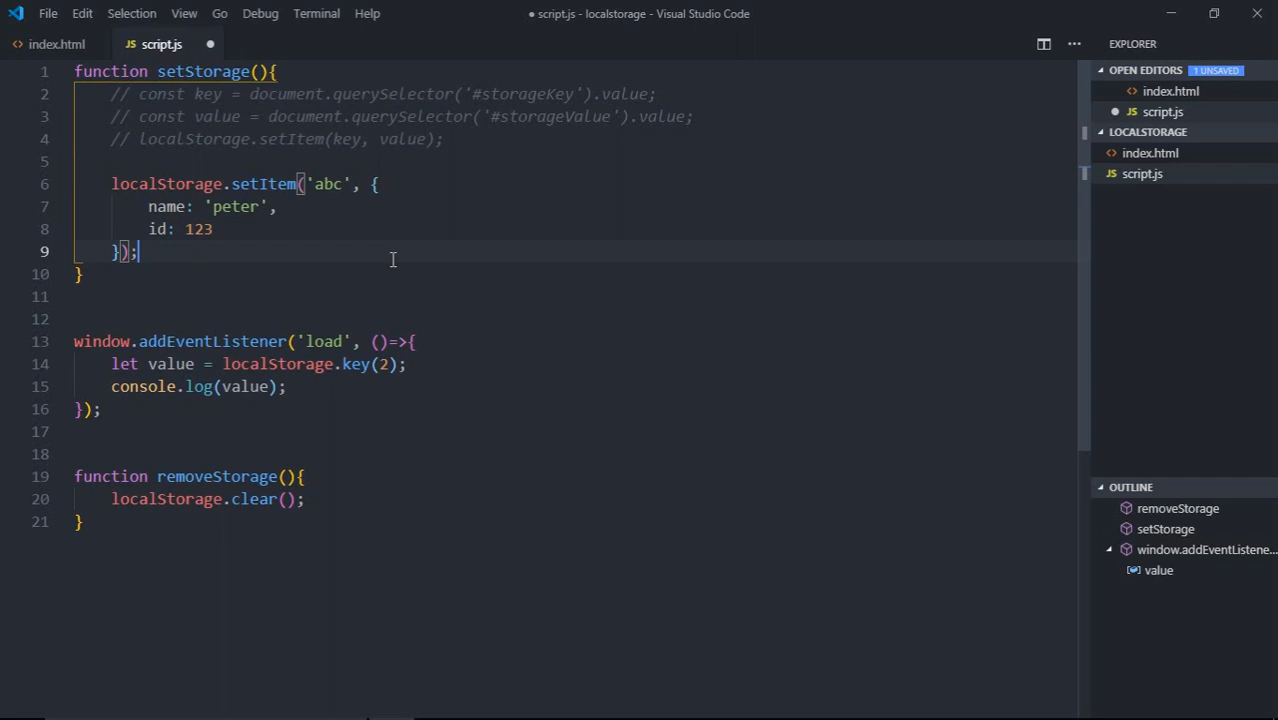 File Edit Selection View Go Debug Terminal Help
● script.js - localstorage - Visual Studio Code
index.html
JS script.js ●
EXPLORER
1 function setStorage(){
2 // const key = document.querySelector('#storageKey').value;
3 // const value = document.querySelector('#storageValue').value;
4 // localStorage.setItem(key, value);
5
6 localStorage.setItem('abc', {
7 name: 'peter',
8 id: 123
9 });
10 }
11
12
13 window.addEventListener('load', ()=>{
14 let value = localStorage.key(2);
15 console.log(value);
16 });
17
18
19 function removeStorage(){
20 localStorage.clear();
21 }
OPEN EDITORS 1 UNSAVED
index.html
● JS script.js
LOCALSTORAGE
index.html
JS script.js
OUTLINE
removeStorage
setStorage
window.addEventListene...
value